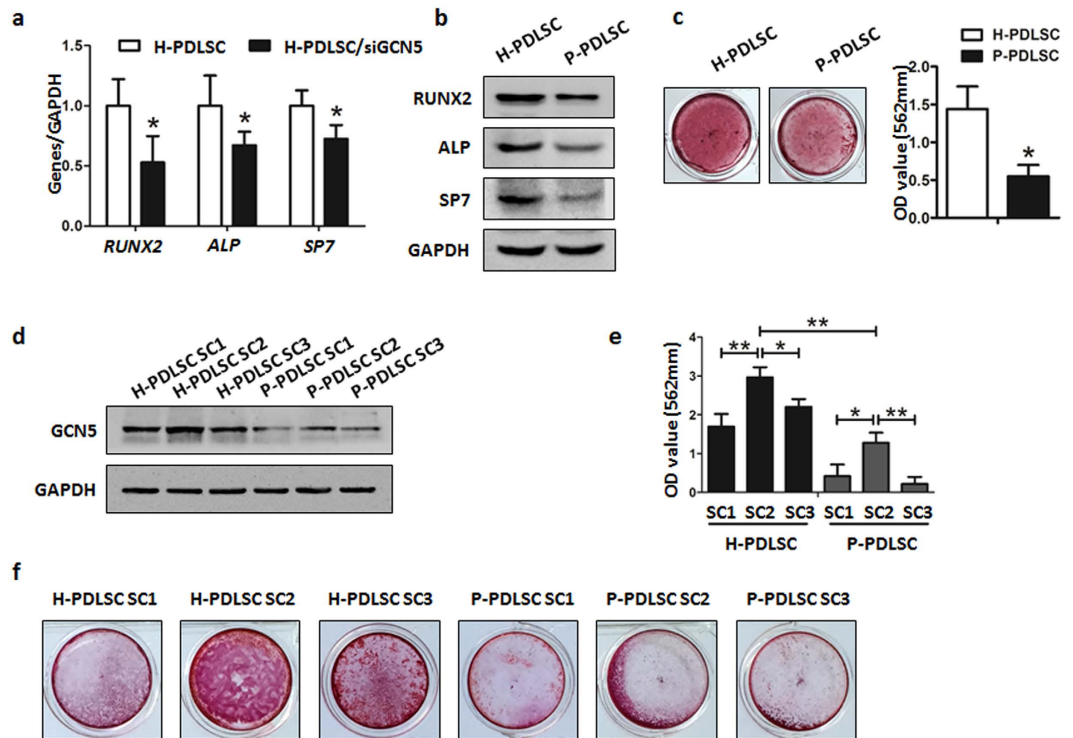 a
H-PDLSC
H-PDLSC/siGCN5
Genes/GAPDH
1.5
1.0
0.5
0.0
*
*
*
RUNX2
ALP
SP7
b
H-PDLSC
P-PDLSC
RUNX2
ALP
SP7
GAPDH
c
H-PDLSC
P-PDLSC
H-PDLSC
P-PDLSC
OD value (562mm)
2.0
1.5
1.0
0.5
0.0
*
d
H-PDLSC SC1
H-PDLSC SC2
H-PDLSC SC3
P-PDLSC SC1
P-PDLSC SC2
P-PDLSC SC3
GCN5
GAPDH
e
OD value (562mm)
4
3
2
1
0
**
**
*
*
**
SC1 SC2 SC3 SC1 SC2 SC3
H-PDLSC P-PDLSC
f
H-PDLSC SC1 H-PDLSC SC2 H-PDLSC SC3 P-PDLSC SC1 P-PDLSC SC2 P-PDLSC SC3